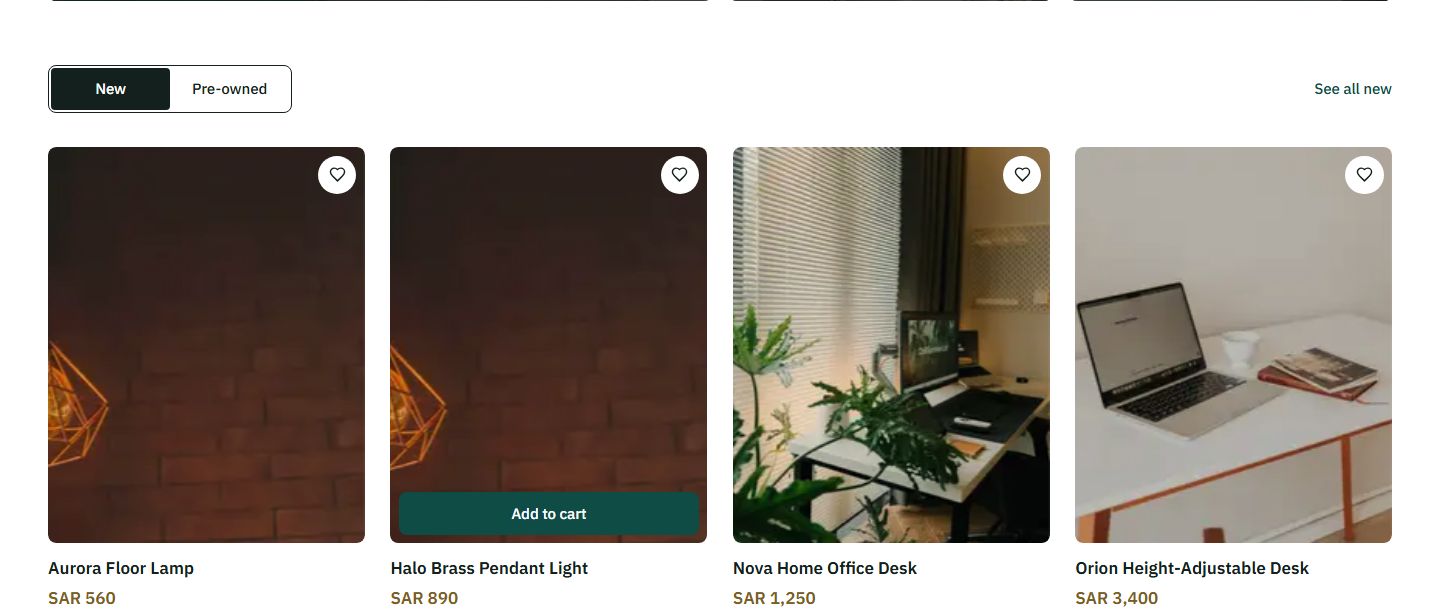 New
Pre-owned
See all new
Add to cart
Aurora Floor Lamp
Halo Brass Pendant Light
Nova Home Office Desk
Orion Height-Adjustable Desk
SAR 560
SAR 890
SAR 1,250
SAR 3,400